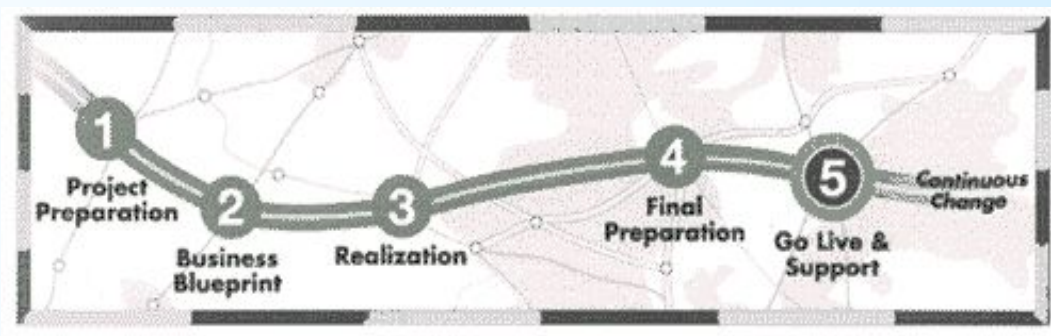 1
Project
Preparation
2
Business
Blueprint
3
Realization
4
Final
Preparation
5
Go Live &
Support
Continuous
Change